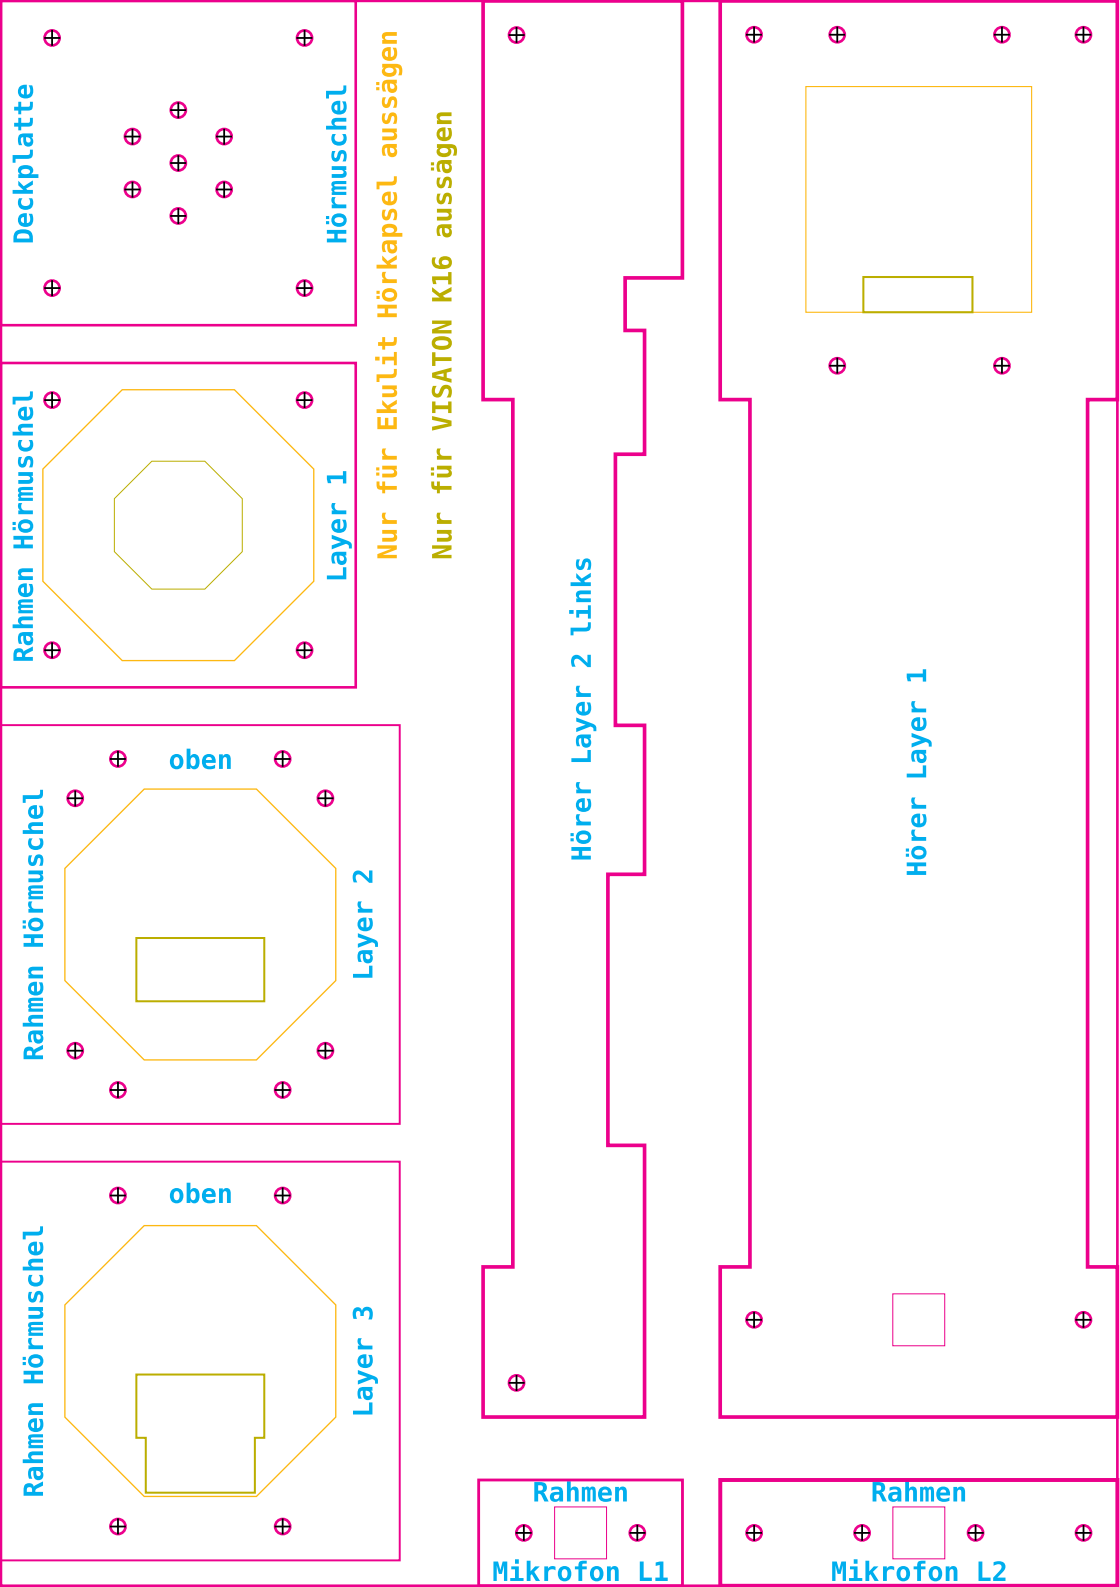 Deckplatte
Hörmuschel
Nur für Ekulit Hörkapsel aussägen
Nur für VISATON K16 aussägen
Rahmen Hörmuschel
Layer 1
oben
Rahmen Hörmuschel
Layer 2
oben
Rahmen Hörmuschel
Layer 3
Hörer Layer 2 links
Hörer Layer 1
Rahmen
Mikrofon L1
Rahmen
Mikrofon L2